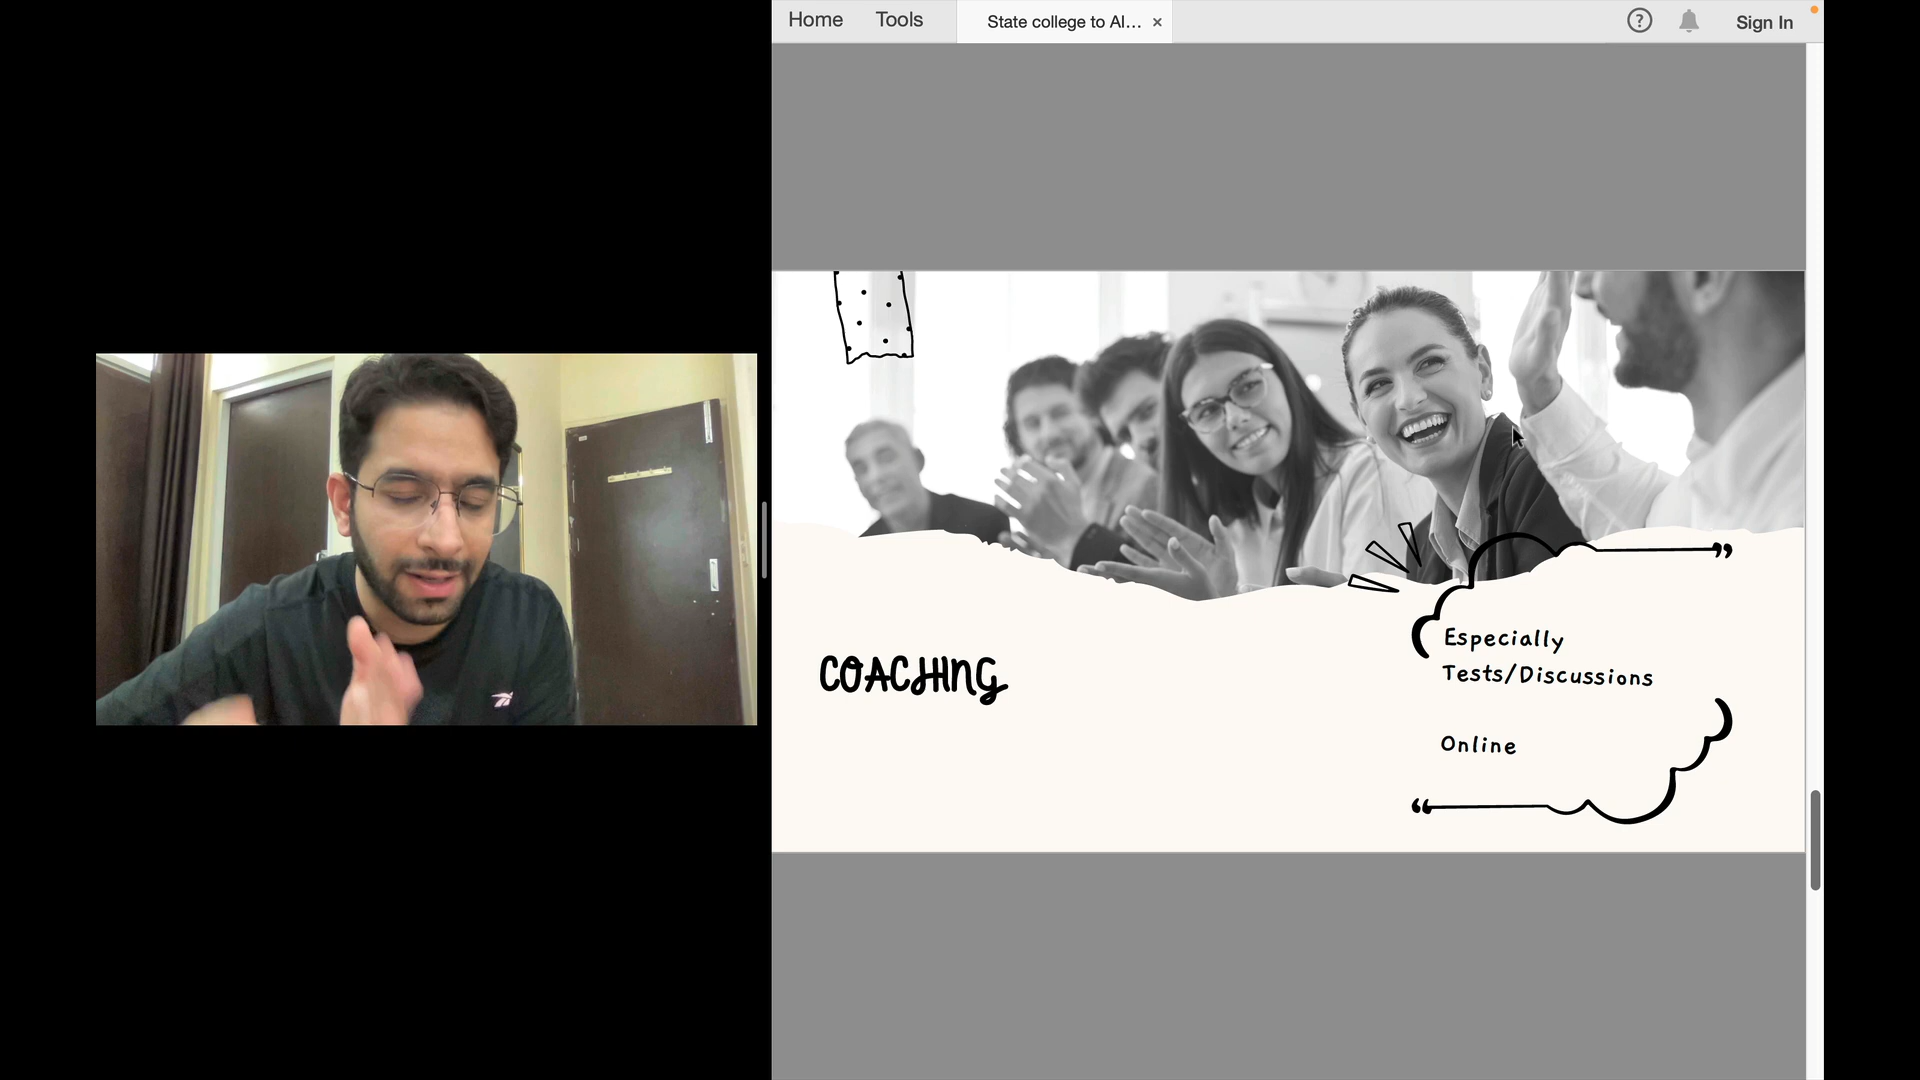 Home Tools State college to AI... × ? Sign In
COACHING
”
Especially
Tests/Discussions
Online
“